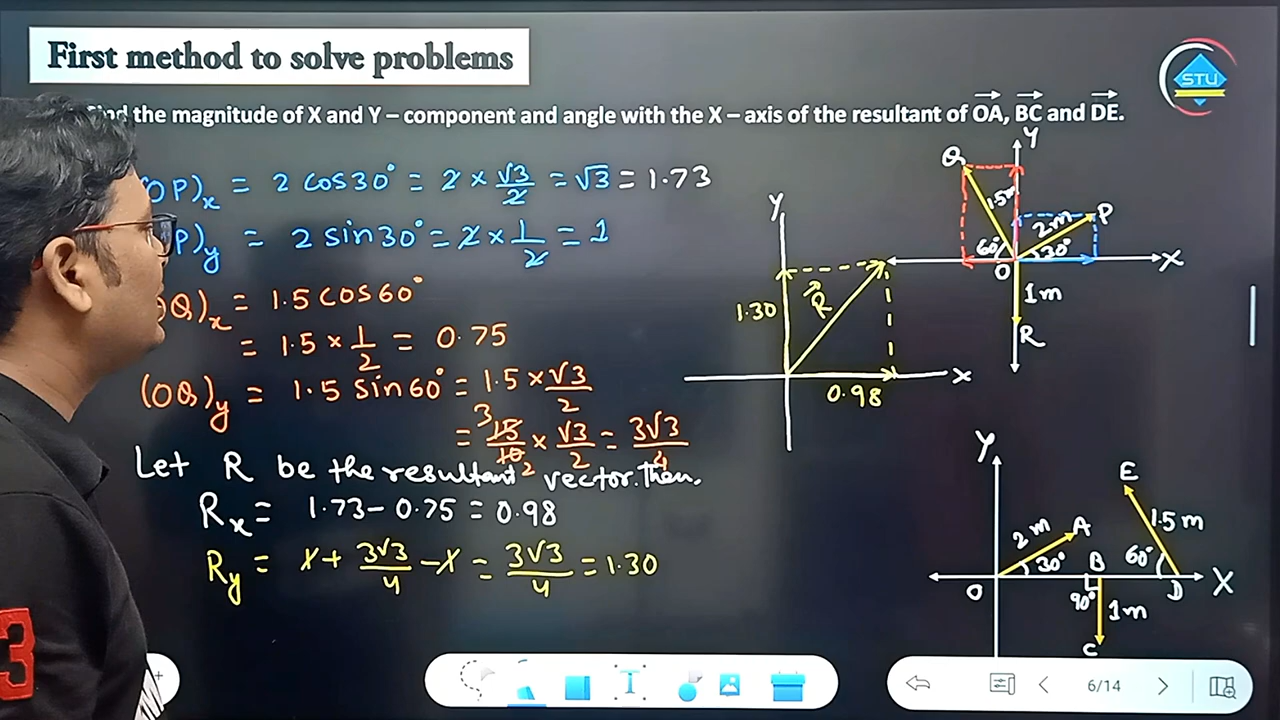 First method to solve problems
STU
Find the magnitude of X and Y – component and angle with the X – axis of the resultant of OA, BC and DE.
OP)x = 2 cos30° = 2 × √3/2 = √3 = 1.73
P)y = 2 sin30° = 2 × 1/2 = 1
OQ)x = 1.5 cos60°
= 1.5 × 1/2 = 0.75
(OQ)y = 1.5 sin60° = 1.5 × √3/2
= 3 15/10 2 × √3/2 = 3√3/4
Let R be the resultant vector. Then,
Rx = 1.73 – 0.75 = 0.98
Ry = 1 + 3√3/4 – 1 = 3√3/4 = 1.30
Y
1.30
R
X
0.98
Y
Q
1.5m
P
2m
60°
30°
O
X
1m
R
Y
E
2m
A
1.5m
30°
B
60°
O
90°
D
X
1m
C
T
6/14
3